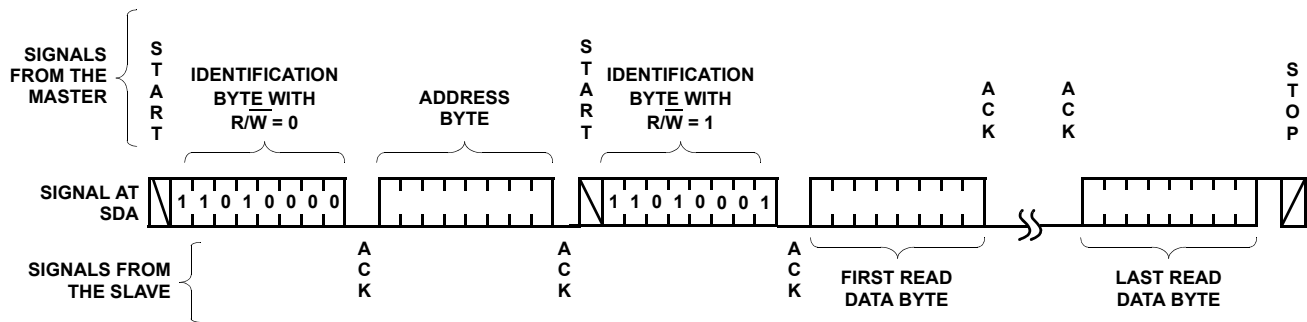 SIGNALS
FROM THE
MASTER
START
IDENTIFICATION
BYTE WITH
R/W̅ = 0
ADDRESS
BYTE
START
IDENTIFICATION
BYTE WITH
R/W̅ = 1
ACK
ACK
STOP
SIGNAL AT
SDA
1 1 0 1 0 0 0 0
1 1 0 1 0 0 0 1
SIGNALS FROM
THE SLAVE
ACK
ACK
ACK
FIRST READ
DATA BYTE
LAST READ
DATA BYTE